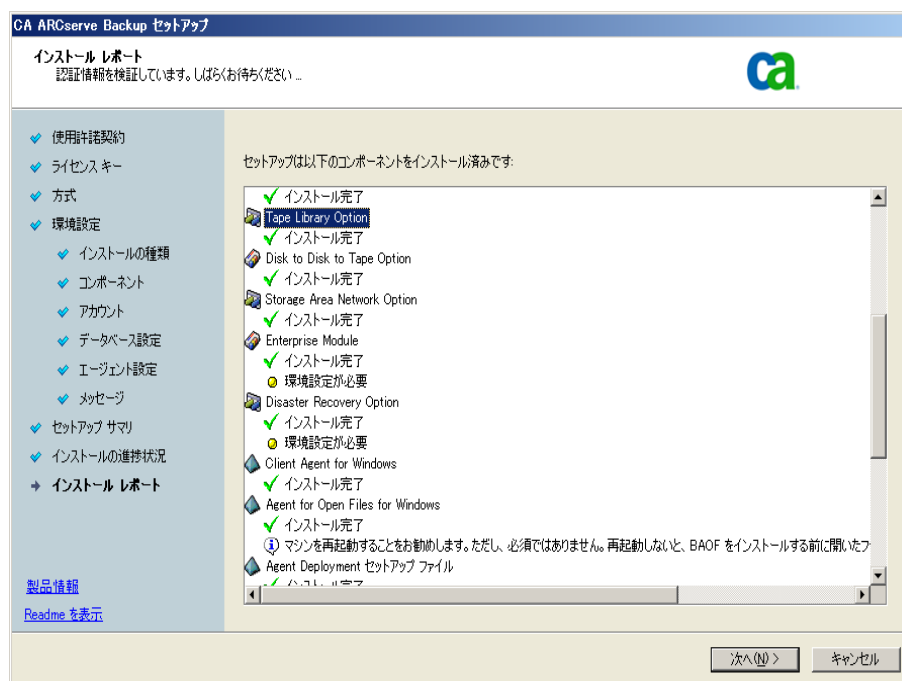 CA ARCserve Backup セットアップ
インストール レポート
認証情報を検証しています。しばらくお待ちください ...
ca
使用許諾契約
ライセンス キー
方式
環境設定
インストールの種類
コンポーネント
アカウント
データベース設定
エージェント設定
メッセージ
セットアップ サマリ
インストールの進捗状況
インストール レポート
製品情報
Readme を表示
セットアップは以下のコンポーネントをインストール済みです:
インストール完了
Tape Library Option
インストール完了
Disk to Disk to Tape Option
インストール完了
Storage Area Network Option
インストール完了
Enterprise Module
インストール完了
環境設定が必要
Disaster Recovery Option
インストール完了
環境設定が必要
Client Agent for Windows
インストール完了
Agent for Open Files for Windows
インストール完了
マシンを再起動することをお勧めします。ただし、必須ではありません。再起動しないと、BAOF をインストールする前に開いたフ
Agent Deployment セットアップ ファイル
インストール完了
次へ(N) >
キャンセル